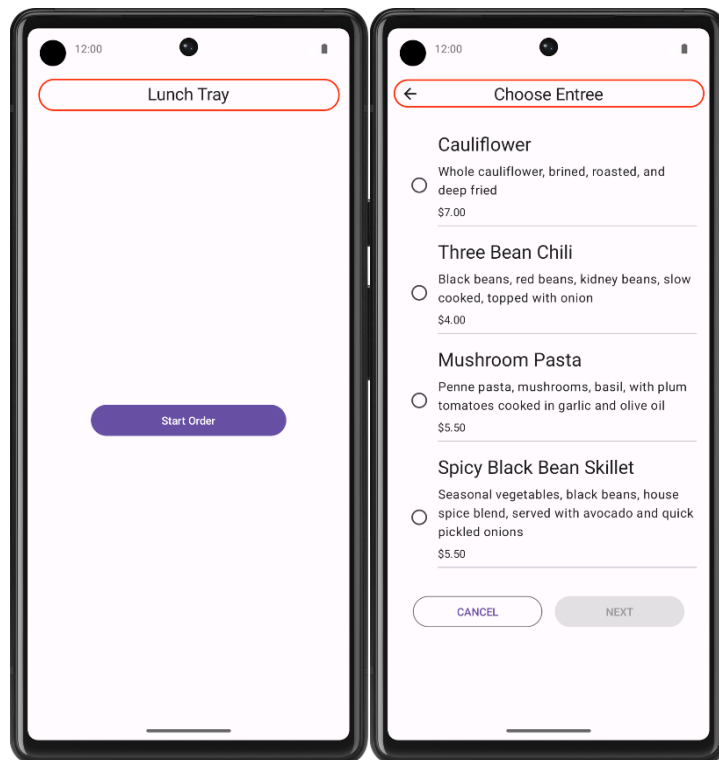 12:00
Lunch Tray
Start Order
12:00
Choose Entree
Cauliflower
Whole cauliflower, brined, roasted, and
deep fried
$7.00
Three Bean Chili
Black beans, red beans, kidney beans, slow
cooked, topped with onion
$4.00
Mushroom Pasta
Penne pasta, mushrooms, basil, with plum
tomatoes cooked in garlic and olive oil
$5.50
Spicy Black Bean Skillet
Seasonal vegetables, black beans, house
spice blend, served with avocado and quick
pickled onions
$5.50
CANCEL
NEXT